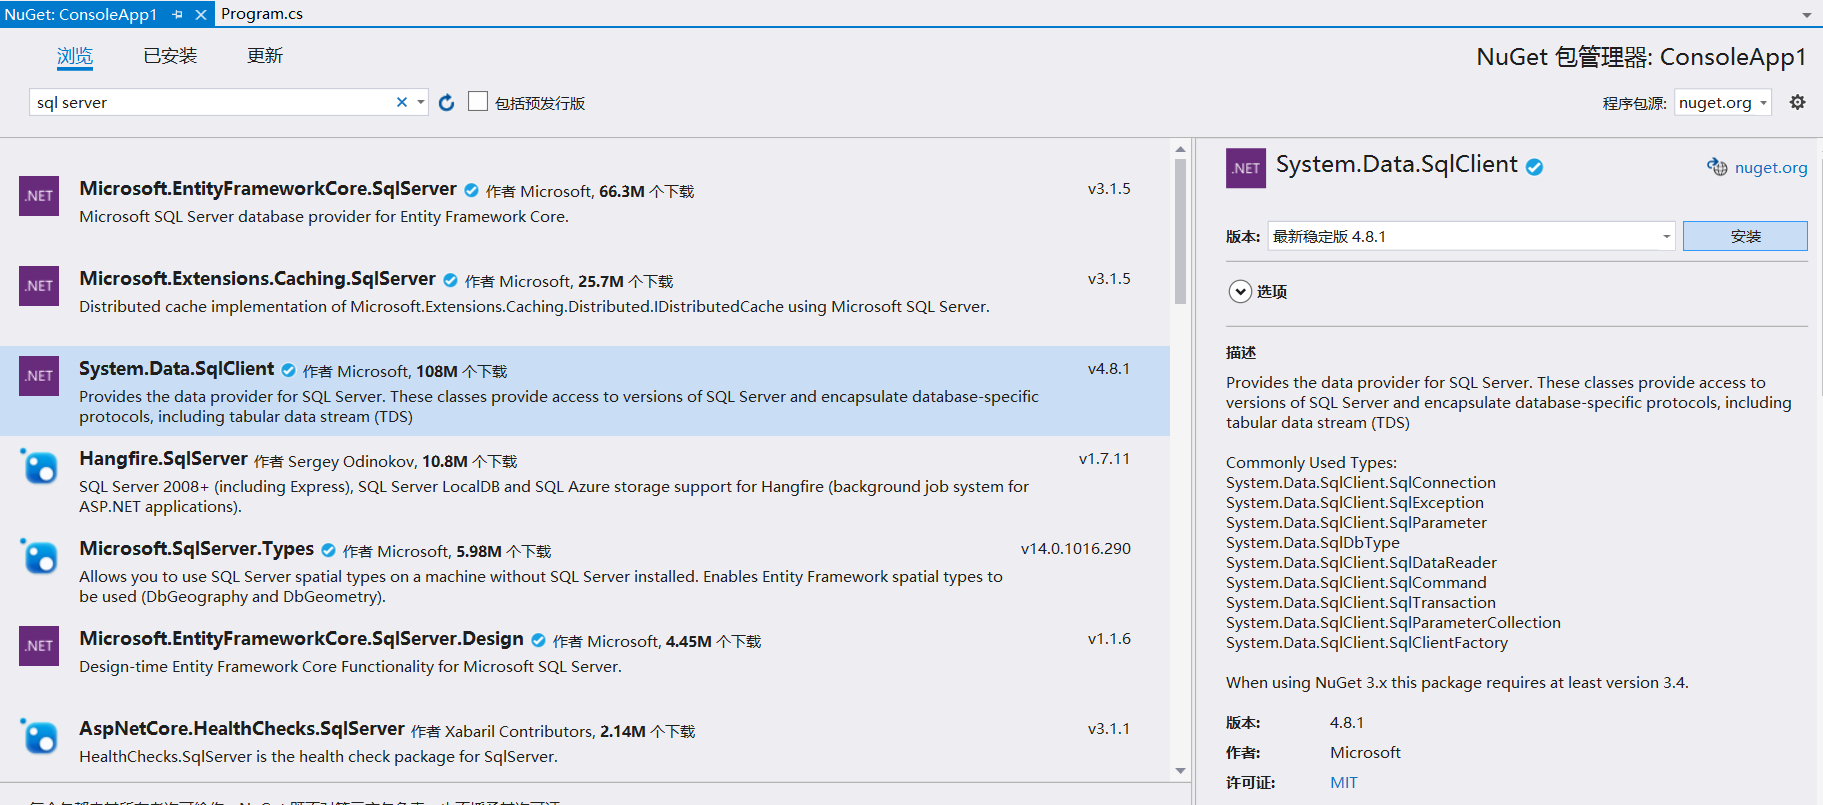 NuGet: ConsoleApp1
Program.cs
浏览 已安装 更新
NuGet 包管理器: ConsoleApp1
sql server
包括预发行版
程序包源: nuget.org
.NET
Microsoft.EntityFrameworkCore.SqlServer 作者 Microsoft, 66.3M 个下载 v3.1.5
Microsoft SQL Server database provider for Entity Framework Core.
.NET
Microsoft.Extensions.Caching.SqlServer 作者 Microsoft, 25.7M 个下载 v3.1.5
Distributed cache implementation of Microsoft.Extensions.Caching.Distributed.IDistributedCache using Microsoft SQL Server.
.NET
System.Data.SqlClient 作者 Microsoft, 108M 个下载 v4.8.1
Provides the data provider for SQL Server. These classes provide access to versions of SQL Server and encapsulate database-specific
protocols, including tabular data stream (TDS)
Hangfire.SqlServer 作者 Sergey Odinokov, 10.8M 个下载 v1.7.11
SQL Server 2008+ (including Express), SQL Server LocalDB and SQL Azure storage support for Hangfire (background job system for
ASP.NET applications).
Microsoft.SqlServer.Types 作者 Microsoft, 5.98M 个下载 v14.0.1016.290
Allows you to use SQL Server spatial types on a machine without SQL Server installed. Enables Entity Framework spatial types to
be used (DbGeography and DbGeometry).
.NET
Microsoft.EntityFrameworkCore.SqlServer.Design 作者 Microsoft, 4.45M 个下载 v1.1.6
Design-time Entity Framework Core Functionality for Microsoft SQL Server.
AspNetCore.HealthChecks.SqlServer 作者 Xabaril Contributors, 2.14M 个下载 v3.1.1
HealthChecks.SqlServer is the health check package for SqlServer.
.NET
System.Data.SqlClient
nuget.org
版本: 最新稳定版 4.8.1 安装
选项
描述
Provides the data provider for SQL Server. These classes provide access to
versions of SQL Server and encapsulate database-specific protocols, including
tabular data stream (TDS)
Commonly Used Types:
System.Data.SqlClient.SqlConnection
System.Data.SqlClient.SqlException
System.Data.SqlClient.SqlParameter
System.Data.SqlDbType
System.Data.SqlClient.SqlDataReader
System.Data.SqlClient.SqlCommand
System.Data.SqlClient.SqlTransaction
System.Data.SqlClient.SqlParameterCollection
System.Data.SqlClient.SqlClientFactory
When using NuGet 3.x this package requires at least version 3.4.
版本: 4.8.1
作者: Microsoft
许可证: MIT